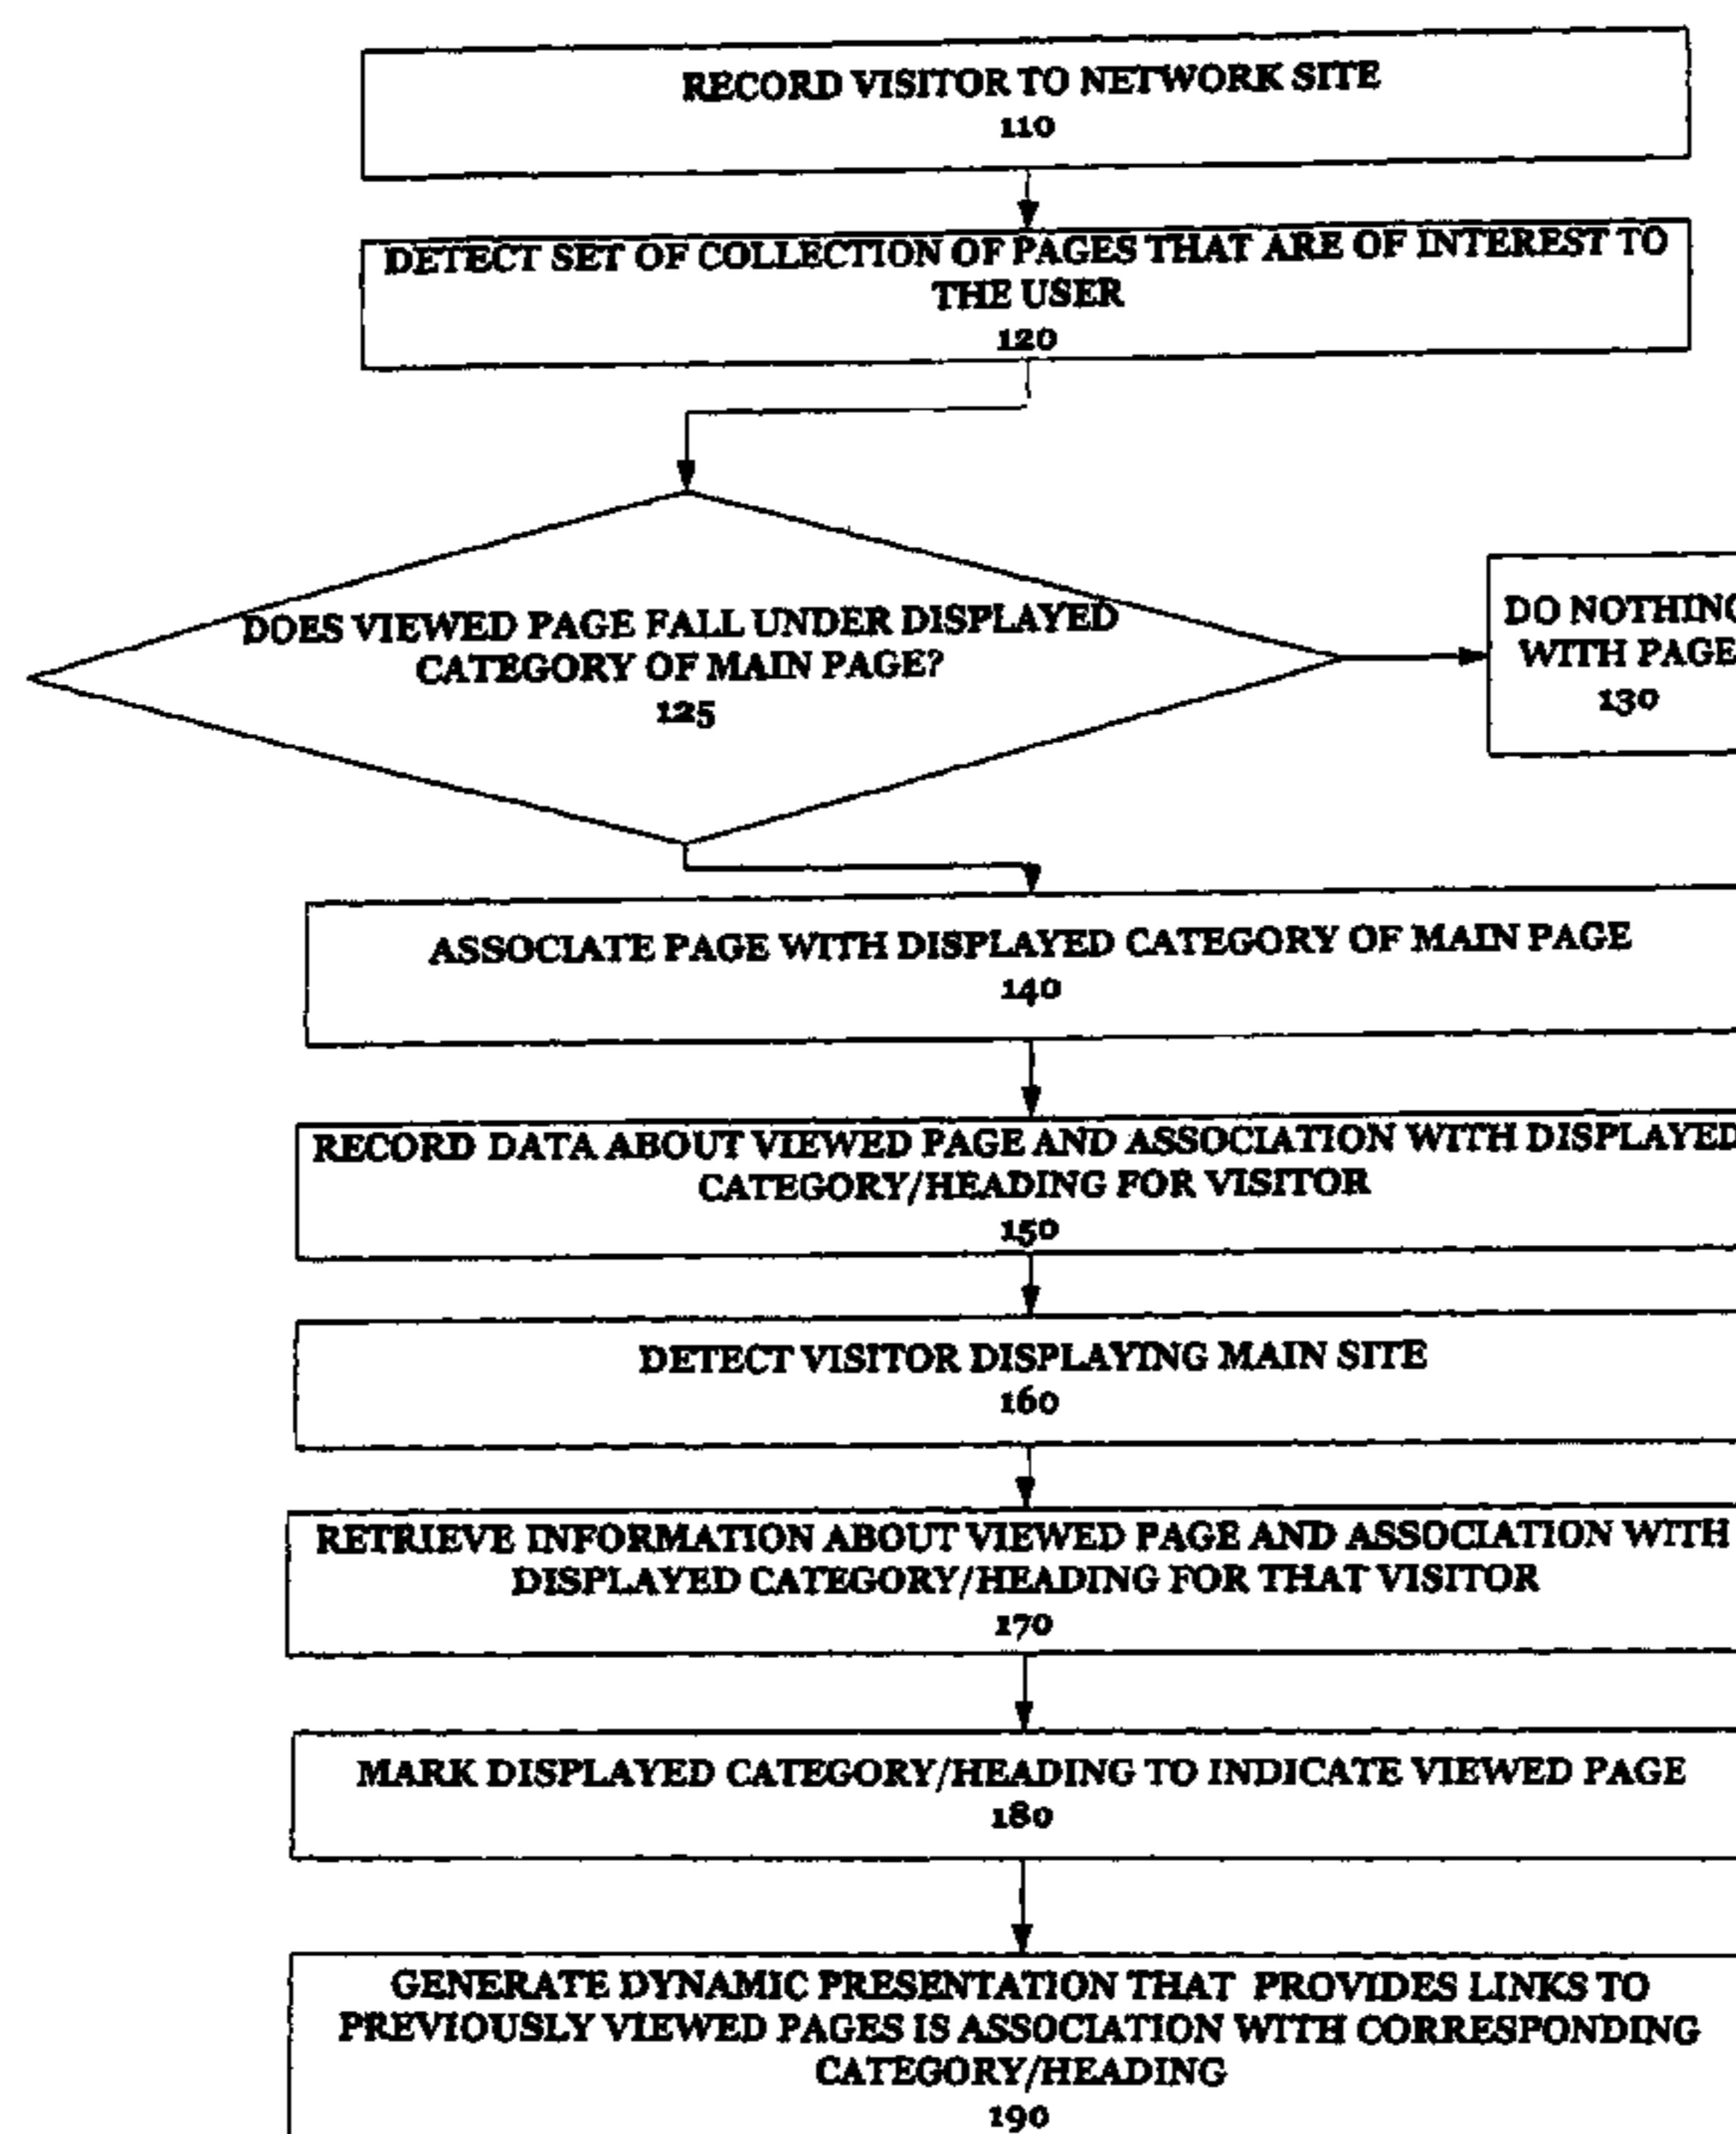 RECORD VISITOR TO NETWORK SITE
110
DETECT SET OF COLLECTION OF PAGES THAT ARE OF INTEREST TO
THE USER
120
DOES VIEWED PAGE FALL UNDER DISPLAYED
CATEGORY OF MAIN PAGE?
125
DO NOTHING
WITH PAGE
130
ASSOCIATE PAGE WITH DISPLAYED CATEGORY OF MAIN PAGE
140
RECORD DATA ABOUT VIEWED PAGE AND ASSOCIATION WITH DISPLAYED
CATEGORY/HEADING FOR VISITOR
150
DETECT VISITOR DISPLAYING MAIN SITE
160
RETRIEVE INFORMATION ABOUT VIEWED PAGE AND ASSOCIATION WITH
DISPLAYED CATEGORY/HEADING FOR THAT VISITOR
170
MARK DISPLAYED CATEGORY/HEADING TO INDICATE VIEWED PAGE
180
GENERATE DYNAMIC PRESENTATION THAT PROVIDES LINKS TO
PREVIOUSLY VIEWED PAGES IS ASSOCIATION WITH CORRESPONDING
CATEGORY/HEADING
190